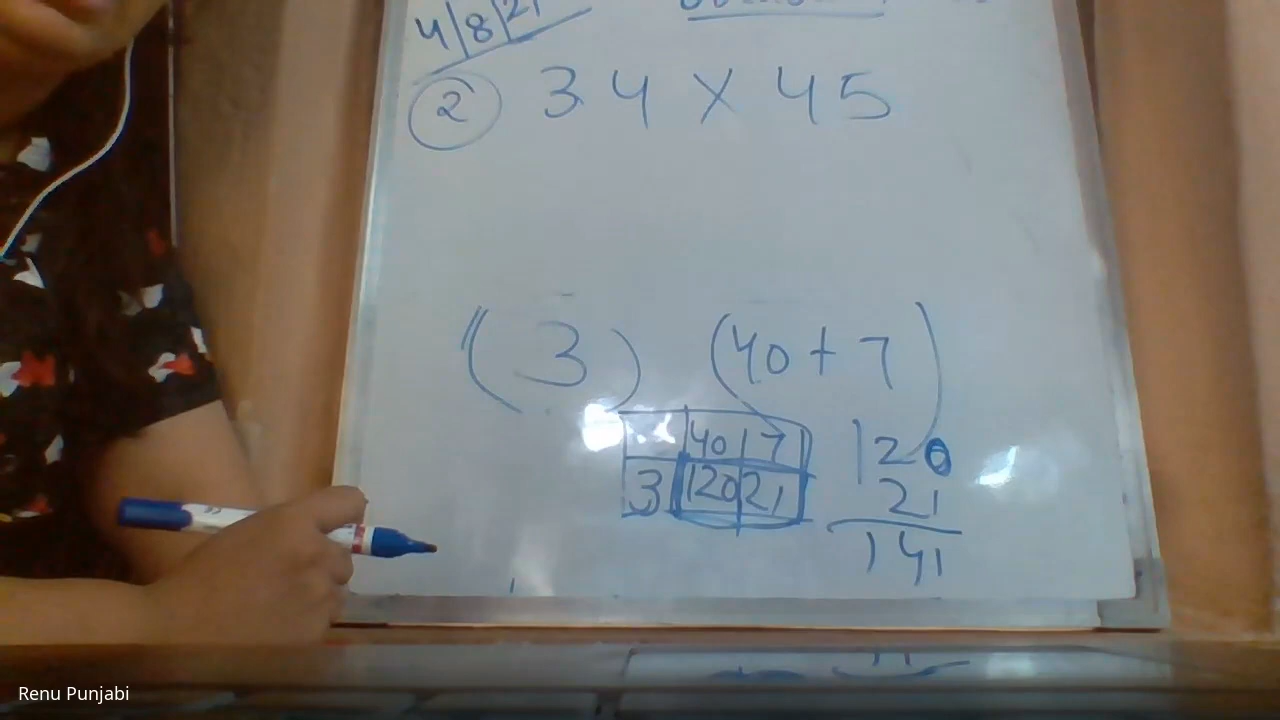 4|8|21
2 34 X 45
(3) (40+7)
40 7
3 120 21
120
21
141
Renu Punjabi